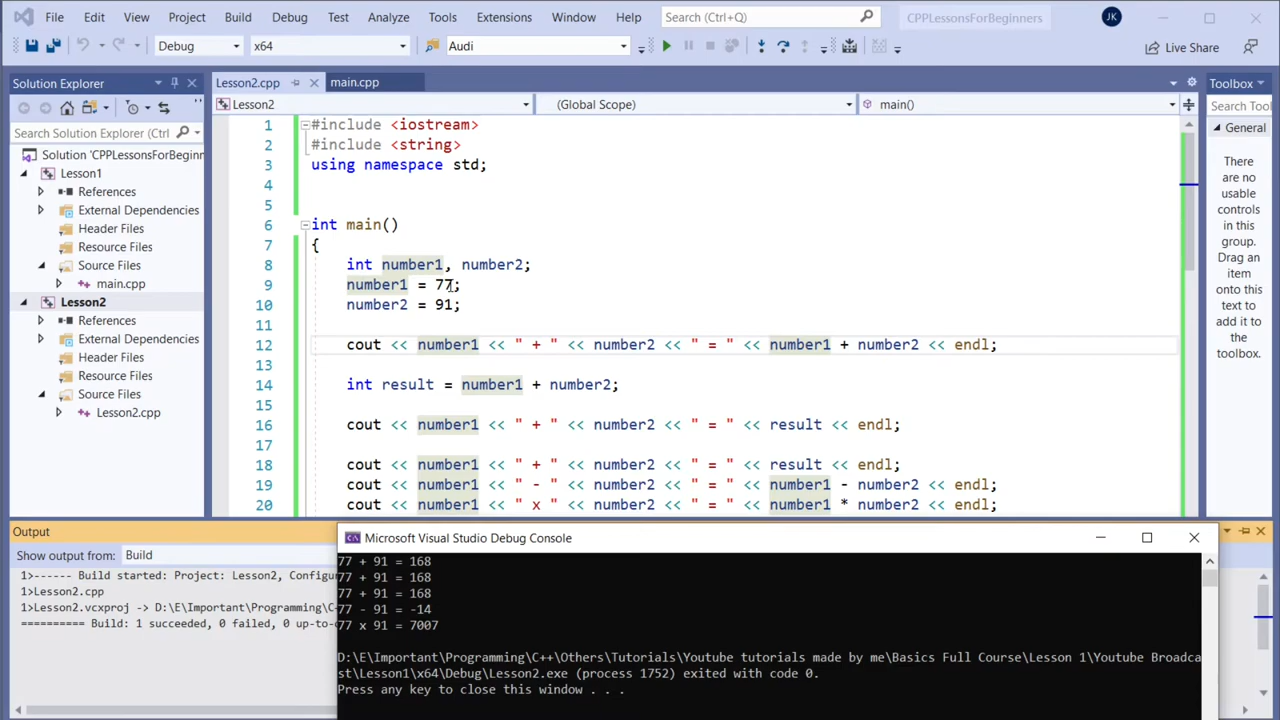 File Edit View Project Build Debug Test Analyze Tools Extensions Window Help Search (Ctrl+Q) CPPLessonsForBeginners JK
Debug x64 Audi Live Share
Solution Explorer Lesson2.cpp main.cpp Toolbox
Lesson2 (Global Scope) main() Search Tool
Search Solution Explorer (Ctrl
Solution 'CPPLessonsForBeginner
Lesson1
References
External Dependencies
Header Files
Resource Files
Source Files
main.cpp
Lesson2
References
External Dependencies
Header Files
Resource Files
Source Files
Lesson2.cpp
1 #include <iostream>
2 #include <string>
3 using namespace std;
4
5
6 int main()
7 {
8 int number1, number2;
9 number1 = 77;
10 number2 = 91;
11
12 cout << number1 << " + " << number2 << " = " << number1 + number2 << endl;
13
14 int result = number1 + number2;
15
16 cout << number1 << " + " << number2 << " = " << result << endl;
17
18 cout << number1 << " + " << number2 << " = " << result << endl;
19 cout << number1 << " - " << number2 << " = " << number1 - number2 << endl;
20 cout << number1 << " x " << number2 << " = " << number1 * number2 << endl;
General
There
are no
usable
controls
in this
group.
Drag an
item
onto this
text to
add it to
the
toolbox.
Output
Show output from: Build
1>------ Build started: Project: Lesson2, Configu
1>Lesson2.cpp
1>Lesson2.vcxproj -> D:\E\Important\Programming\C
========== Build: 1 succeeded, 0 failed, 0 up-to-
Microsoft Visual Studio Debug Console
77 + 91 = 168
77 + 91 = 168
77 + 91 = 168
77 - 91 = -14
77 x 91 = 7007
D:\E\Important\Programming\C++\Others\Tutorials\Youtube tutorials made by me\Basics Full Course\Lesson 1\Youtube Broadca
st\Lesson1\x64\Debug\Lesson2.exe (process 1752) exited with code 0.
Press any key to close this window . . .